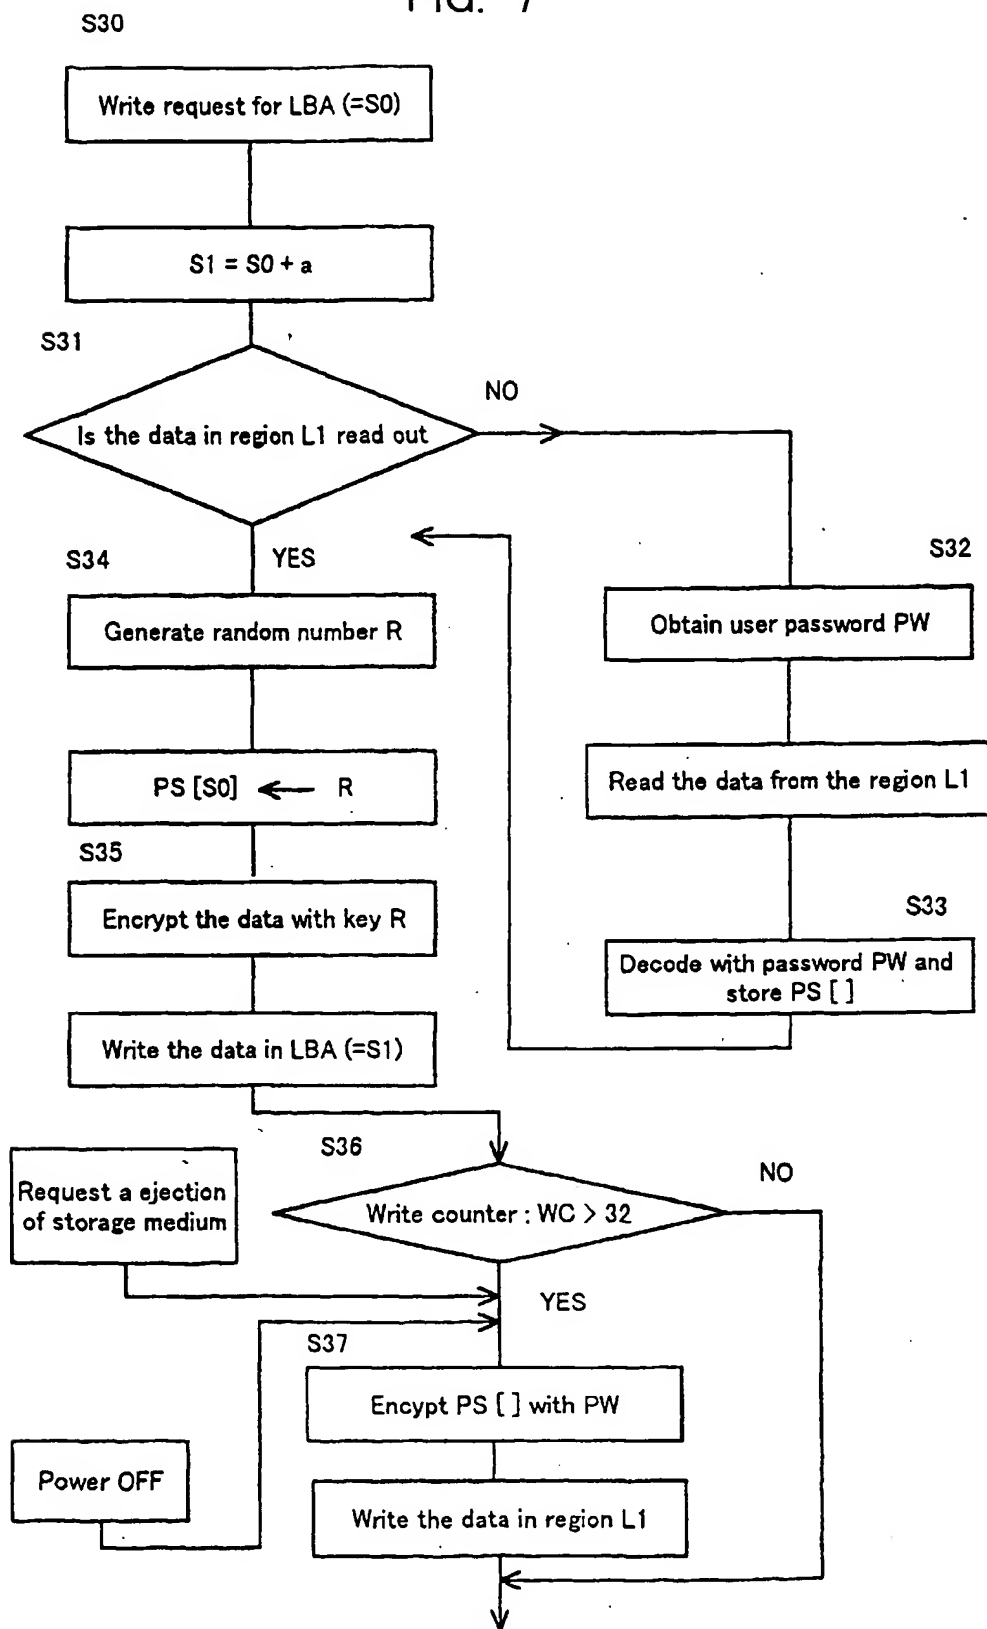 FIG. 7
S30
Write request for LBA (=S0)
S1 = S0 + a
S31
Is the data in region L1 read out
NO
S34
YES
S32
Generate random number R
Obtain user password PW
PS [S0] ← R
Read the data from the region L1
S35
Encrypt the data with key R
S33
Decode with password PW and
store PS [ ]
Write the data in LBA (=S1)
S36
Request a ejection
of storage medium
Write counter : WC > 32
NO
YES
S37
Encypt PS [ ] with PW
Power OFF
Write the data in region L1